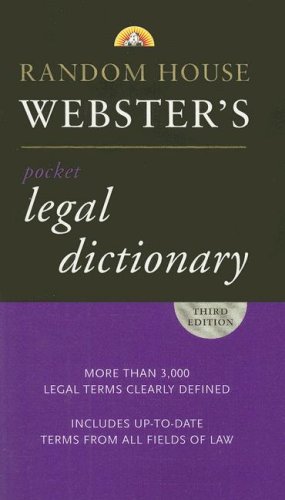 RANDOM HOUSE
WEBSTER'S
pocket
legal
dictionary
THIRD
EDITION
MORE THAN 3,000
LEGAL TERMS CLEARLY DEFINED
INCLUDES UP-TO-DATE
TERMS FROM ALL FIELDS OF LAW